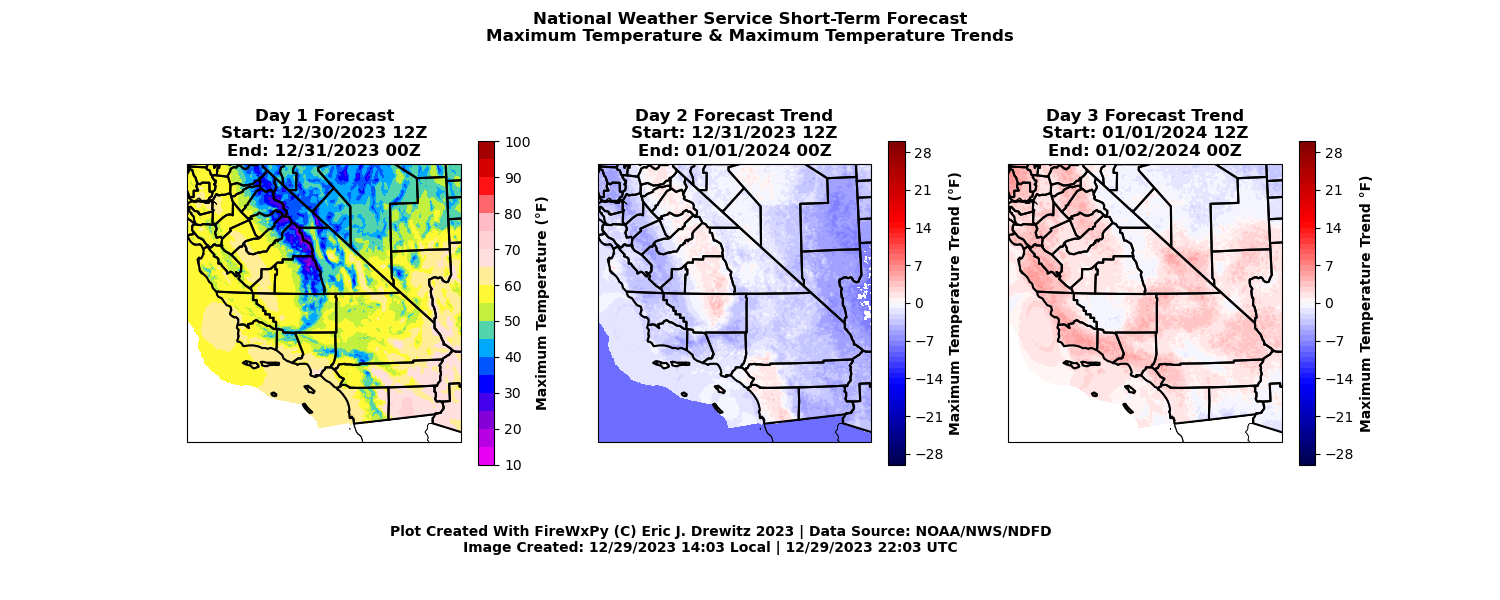 National Weather Service Short-Term Forecast
Maximum Temperature & Maximum Temperature Trends
Day 1 Forecast
Start: 12/30/2023 12Z
End: 12/31/2023 00Z
100
90
80
70
60
50
40
30
20
10
Maximum Temperature (°F)
Day 2 Forecast Trend
Start: 12/31/2023 12Z
End: 01/01/2024 00Z
28
21
14
7
0
−7
−14
−21
−28
Maximum Temperature Trend (°F)
Day 3 Forecast Trend
Start: 01/01/2024 12Z
End: 01/02/2024 00Z
28
21
14
7
0
−7
−14
−21
−28
Maximum Temperature Trend °F)
Plot Created With FireWxPy (C) Eric J. Drewitz 2023 | Data Source: NOAA/NWS/NDFD
Image Created: 12/29/2023 14:03 Local | 12/29/2023 22:03 UTC